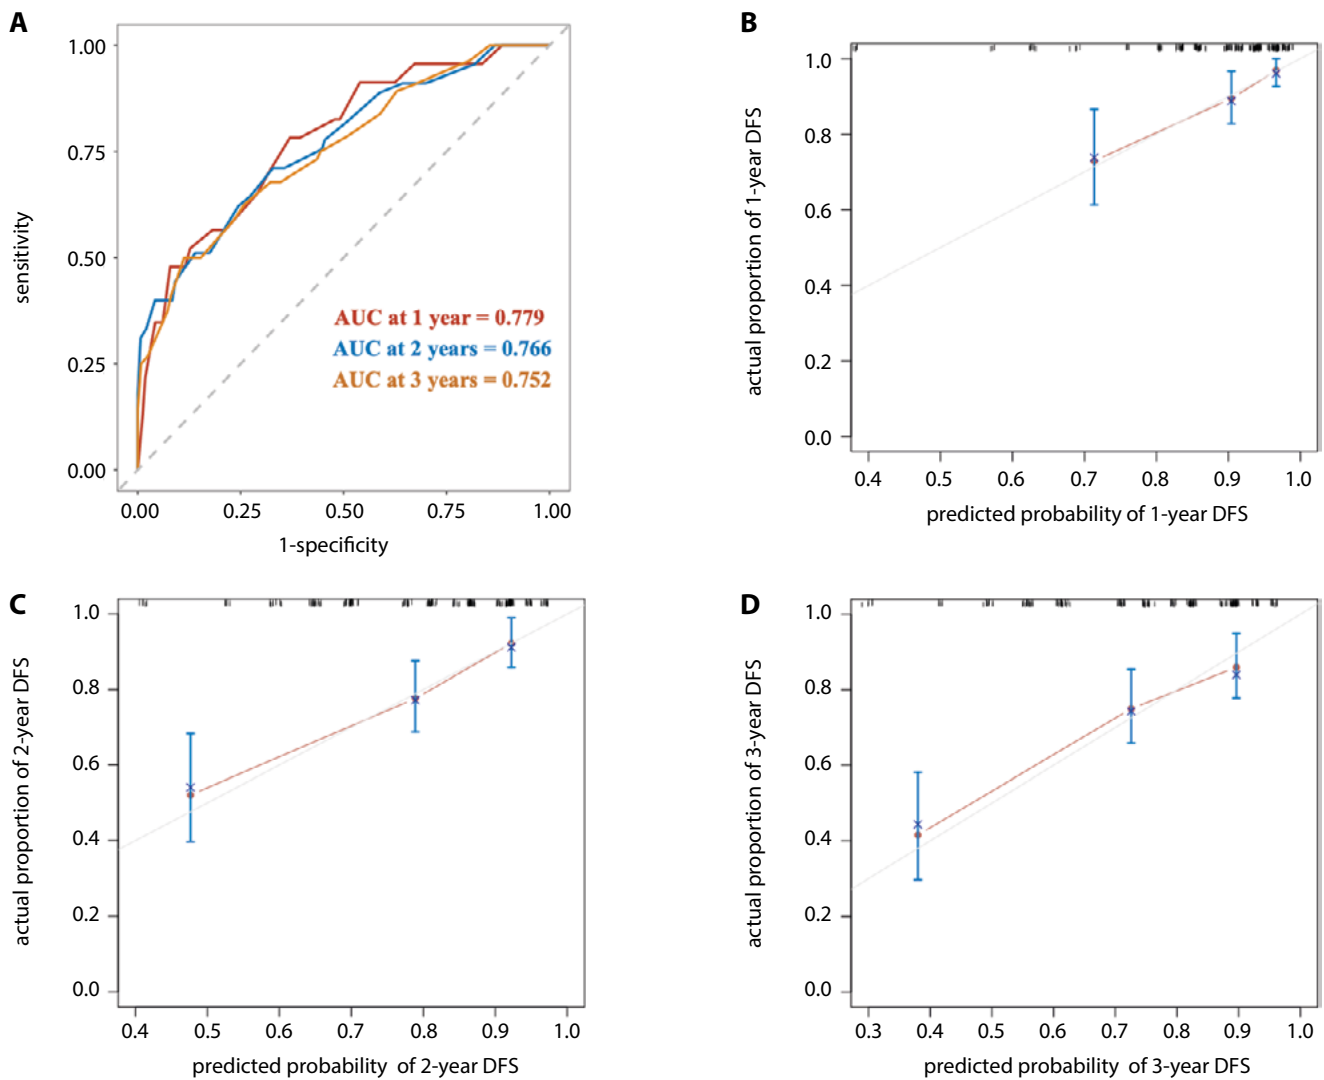 A
1.00
0.75
0.50
0.25
0.00
sensitivity
AUC at 1 year = 0.779
AUC at 2 years = 0.766
AUC at 3 years = 0.752
0.00 0.25 0.50 0.75 1.00
1-specificity
B
1.0
0.8
0.6
0.4
0.2
0.0
actual proportion of 1-year DFS
0.4 0.5 0.6 0.7 0.8 0.9 1.0
predicted probability of 1-year DFS
C
1.0
0.8
0.6
0.4
0.2
0.0
actual proportion of 2-year DFS
0.4 0.5 0.6 0.7 0.8 0.9 1.0
predicted probability of 2-year DFS
D
1.0
0.8
0.6
0.4
0.2
0.0
actual proportion of 3-year DFS
0.3 0.4 0.5 0.6 0.7 0.8 0.9 1.0
predicted probability of 3-year DFS